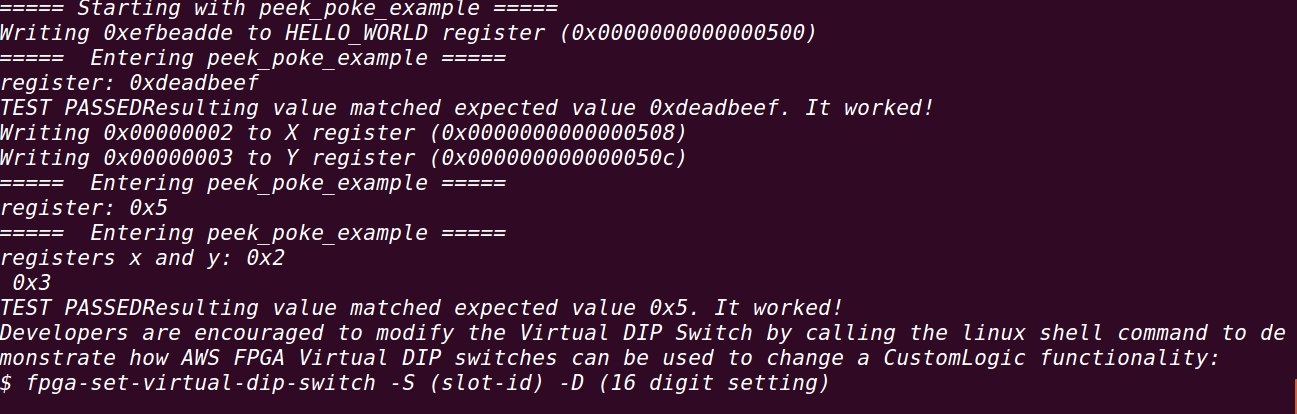 ===== Starting with peek_poke_example =====
Writing 0xefbeadde to HELLO_WORLD register (0x0000000000000500)
=====  Entering peek_poke_example =====
register: 0xdeadbeef
TEST PASSEDResulting value matched expected value 0xdeadbeef. It worked!
Writing 0x00000002 to X register (0x0000000000000508)
Writing 0x00000003 to Y register (0x000000000000050c)
=====  Entering peek_poke_example =====
register: 0x5
=====  Entering peek_poke_example =====
registers x and y: 0x2
 0x3
TEST PASSEDResulting value matched expected value 0x5. It worked!
Developers are encouraged to modify the Virtual DIP Switch by calling the linux shell command to de
monstrate how AWS FPGA Virtual DIP switches can be used to change a CustomLogic functionality:
$ fpga-set-virtual-dip-switch -S (slot-id) -D (16 digit setting)